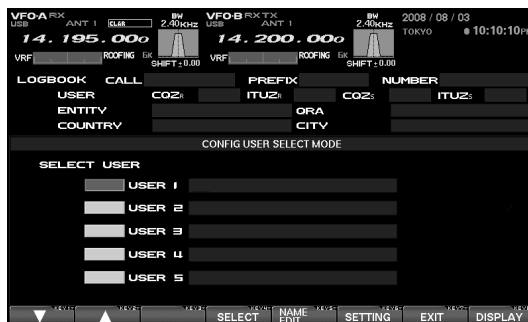 VFO-A RX VFO-B RX TX 2008 / 08 / 03
USB ANT 1 CLAR BW 2.40KHz USB ANT 1 BW 2.40KHz TOKYO 10:10:10PM
14. 195. 00o 14. 200. 00o
VRF ROOFING 6K SHIFT± 0.00 VRF ROOFING 6K SHIFT± 0.00
LOGBOOK CALL PREFIX NUMBER
USER CQZR ITUZR CQZS ITUZS
ENTITY QRA
COUNTRY CITY
CONFIG USER SELECT MODE
SELECT USER
USER 1
USER 2
USER 3
USER 4
USER 5
▼ ▲ SELECT NAME EDIT SETTING EXIT DISPLAY